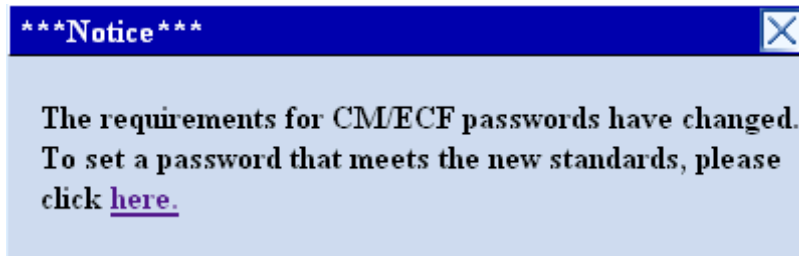 ***Notice***
The requirements for CM/ECF passwords have changed.
To set a password that meets the new standards, please
click here.